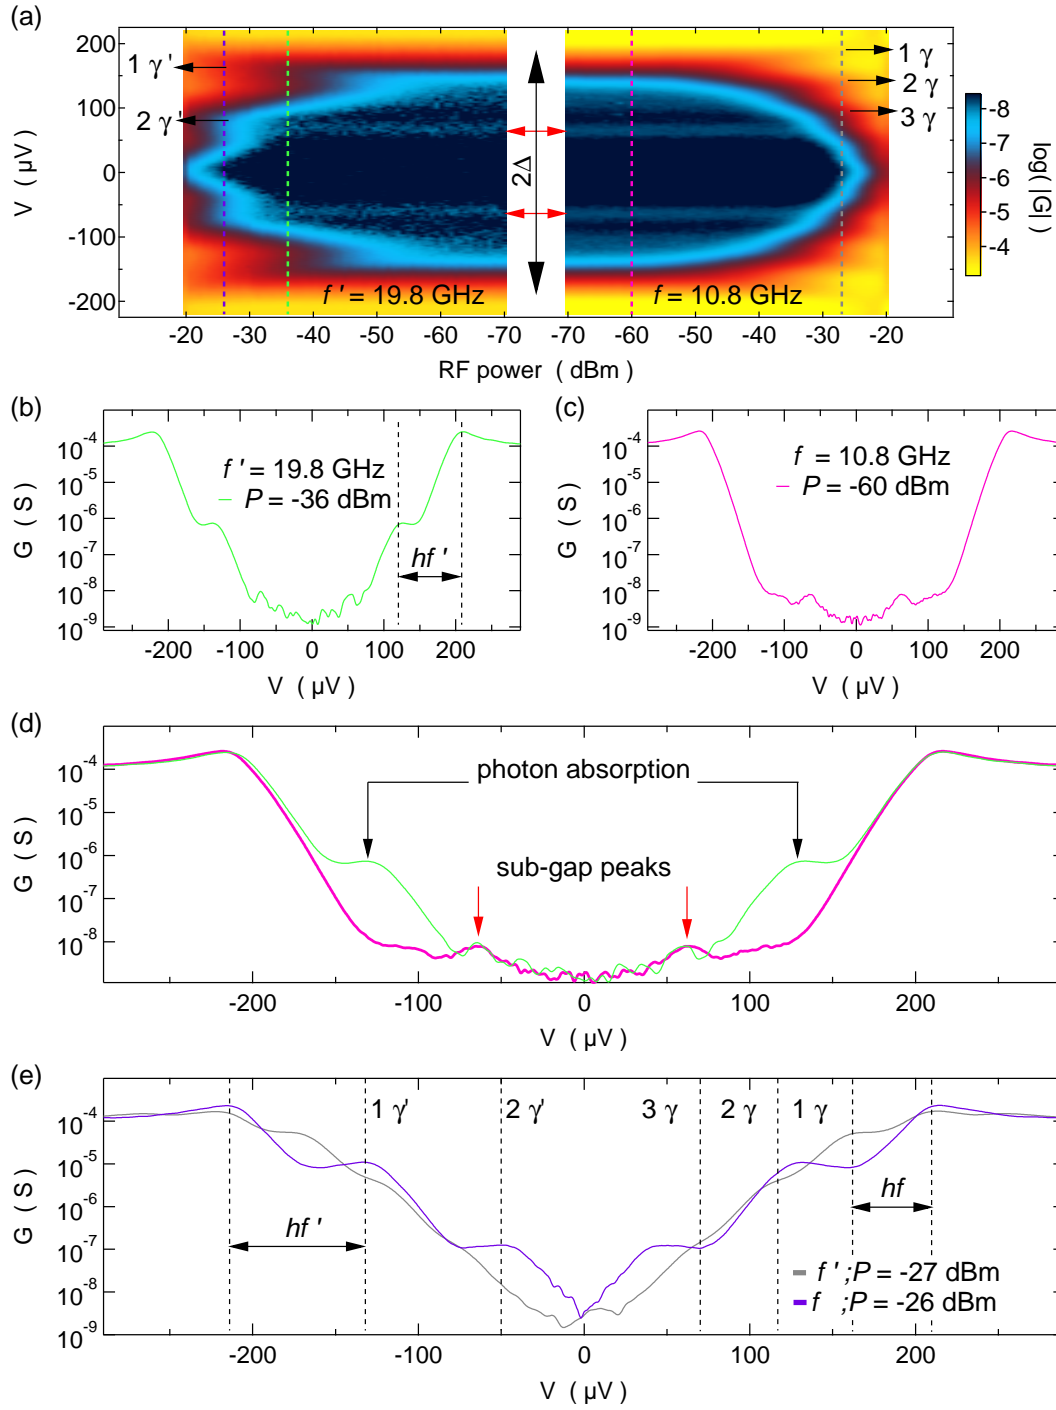 (a)
200
100
0
-100
-200
V ( µV )
1 γ'
2 γ'
2Δ
1 γ
2 γ
3 γ
f ' = 19.8 GHz
f = 10.8 GHz
-20 -30 -40 -50 -60 -70 -70 -60 -50 -40 -30 -20 -10
RF power ( dBm )
-8
-7
-6
-5
-4
log( |G| )
(b)
10-4
10-5
10-6
10-7
10-8
10-9
G ( S )
f ' = 19.8 GHz
P = -36 dBm
hf '
-200 -100 0 100 200
V ( µV )
(c)
10-4
10-5
10-6
10-7
10-8
10-9
G ( S )
f = 10.8 GHz
P = -60 dBm
-200 -100 0 100 200
V ( µV )
(d)
10-4
10-5
10-6
10-7
10-8
G ( S )
photon absorption
sub-gap peaks
-200 -100 0 100 200
V ( µV )
(e)
10-4
10-5
10-6
10-7
10-8
10-9
G ( S )
1 γ' 2 γ' 3 γ 2 γ 1 γ
hf '
hf
f ' ;P = -27 dBm
f ;P = -26 dBm
-200 -100 0 100 200
V ( µV )